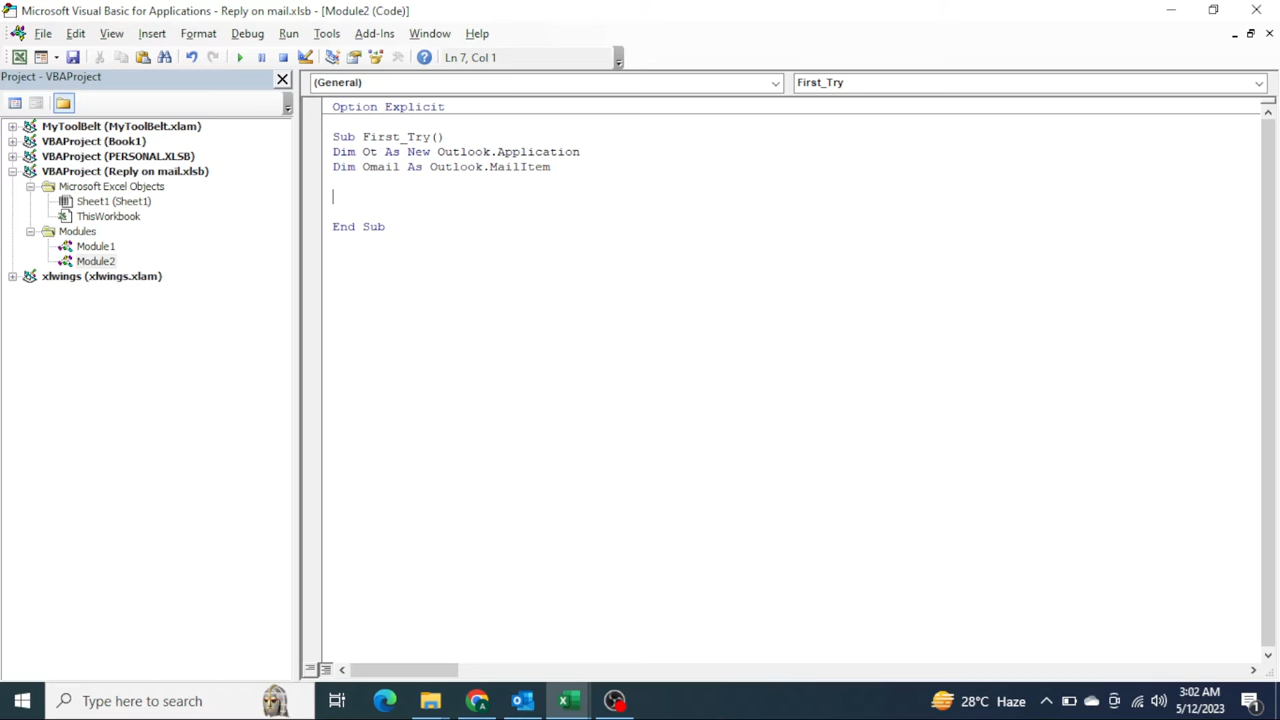 Microsoft Visual Basic for Applications - Reply on mail.xlsb - [Module2 (Code)]
File Edit View Insert Format Debug Run Tools Add-Ins Window Help
Ln 7, Col 1
Project - VBAProject
(General) First_Try
MyToolBelt (MyToolBelt.xlam)
VBAProject (Book1)
VBAProject (PERSONAL.XLSB)
VBAProject (Reply on mail.xlsb)
Microsoft Excel Objects
Sheet1 (Sheet1)
ThisWorkbook
Modules
Module1
Module2
xlwings (xlwings.xlam)
Option Explicit
Sub First_Try()
Dim Ot As New Outlook.Application
Dim Omail As Outlook.MailItem
End Sub
Type here to search
28°C Haze
3:02 AM
5/12/2023
1